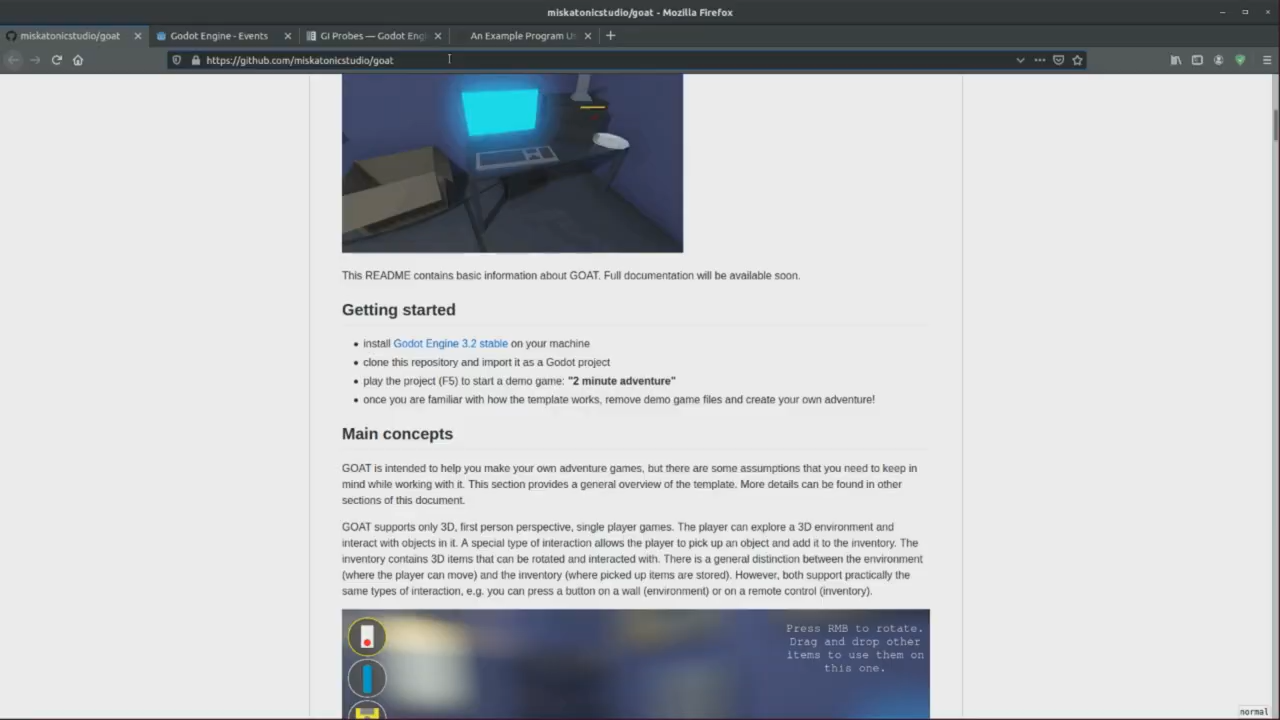 miskatonicstudio/goat - Mozilla Firefox
miskatonicstudio/goat
Godot Engine - Events
GI Probes — Godot Engi
An Example Program Us
https://github.com/miskatonicstudio/goat
This README contains basic information about GOAT. Full documentation will be available soon.
Getting started
install Godot Engine 3.2 stable on your machine
clone this repository and import it as a Godot project
play the project (F5) to start a demo game: "2 minute adventure"
once you are familiar with how the template works, remove demo game files and create your own adventure!
Main concepts
GOAT is intended to help you make your own adventure games, but there are some assumptions that you need to keep in
mind while working with it. This section provides a general overview of the template. More details can be found in other
sections of this document.
GOAT supports only 3D, first person perspective, single player games. The player can explore a 3D environment and
interact with objects in it. A special type of interaction allows the player to pick up an object and add it to the inventory. The
inventory contains 3D items that can be rotated and interacted with. There is a general distinction between the environment
(where the player can move) and the inventory (where picked up items are stored). However, both support practically the
same types of interaction, e.g. you can press a button on a wall (environment) or on a remote control (inventory).
Press RMB to rotate.
Drag and drop other
items to use them on
this one.
normal